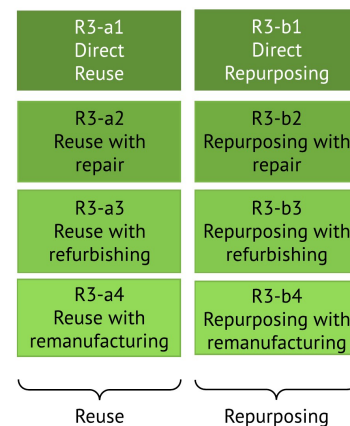 R3-a1
Direct
Reuse
R3-b1
Direct
Repurposing
R3-a2
Reuse with
repair
R3-b2
Repurposing with
repair
R3-a3
Reuse with
refurbishing
R3-b3
Repurposing with
refurbishing
R3-a4
Reuse with
remanufacturing
R3-b4
Repurposing with
remanufacturing
Reuse
Repurposing